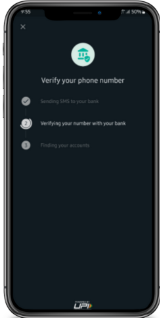 Verify your phone number
Sending SMS to your bank
Verifying your number with your bank
3
Finding your accounts
UPI